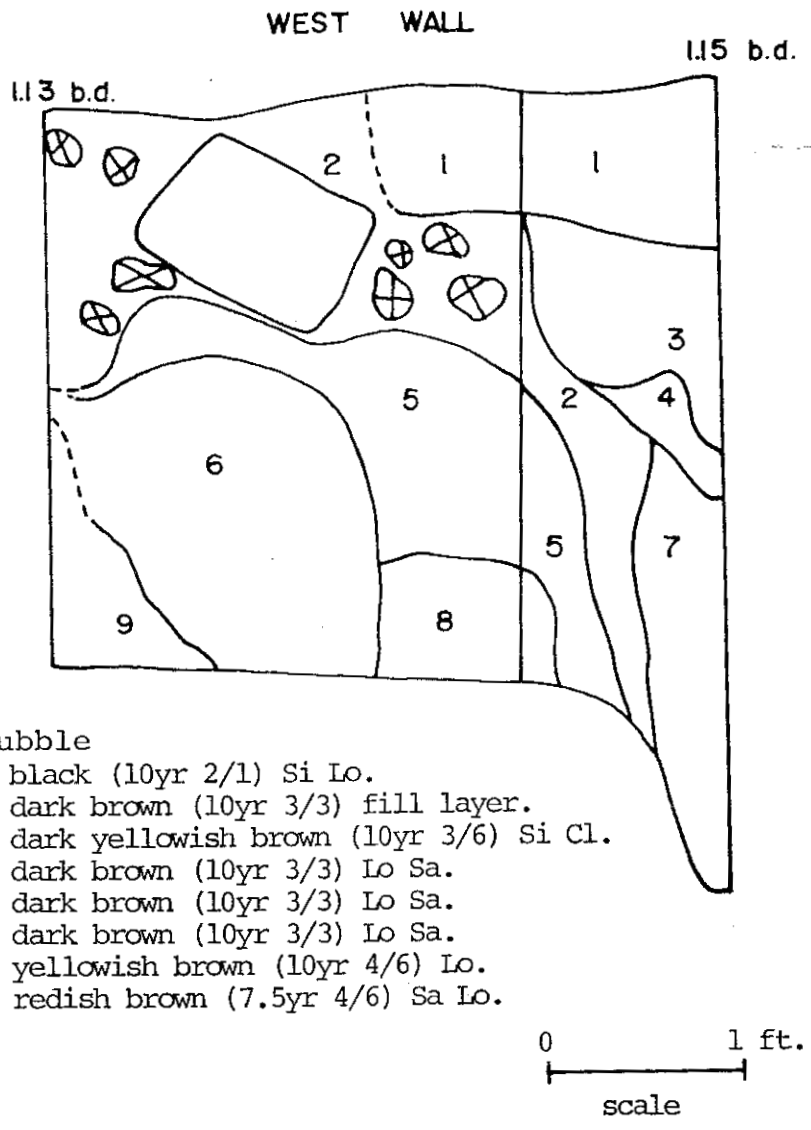 WEST WALL
1.15 b.d.
1.13 b.d.
2 1 1
3
5 2 4
6
5 7
9 8
black (10yr 2/1) Si Lo.
dark brown (10yr 3/3) fill layer.
dark yellowish brown (10yr 3/6) Si Cl.
dark brown (10yr 3/3) Lo Sa.
dark brown (10yr 3/3) Lo Sa.
dark brown (10yr 3/3) Lo Sa.
yellowish brown (10yr 4/6) Lo.
redish brown (7.5yr 4/6) Sa Lo.
0 1 ft.
scale